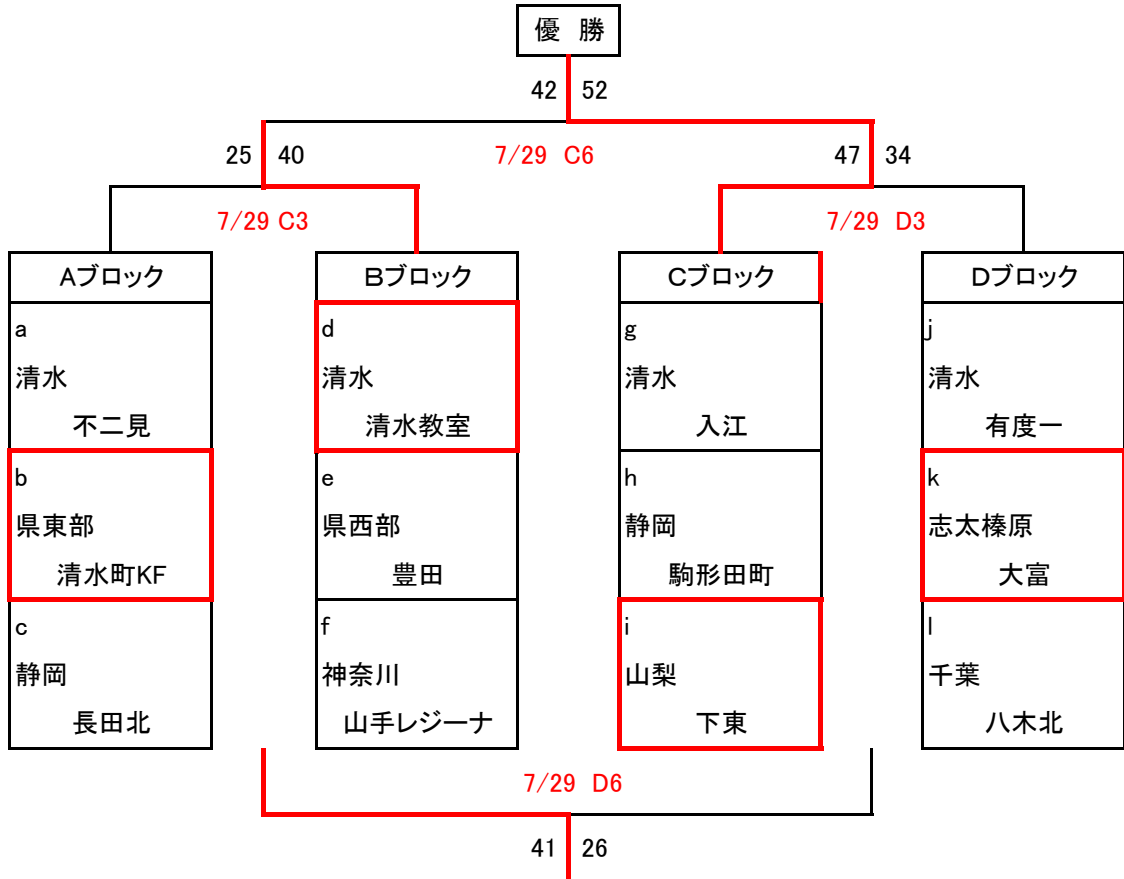 優 勝
42 52
25 40 7/29 C6 47 34
7/29 C3 7/29 D3
Aブロック Bブロック Cブロック Dブロック
a d g j
清水 清水 清水 清水
不二見 清水教室 入江 有度一
b e h k
県東部 県西部 静岡 志太榛原
清水町KF 豊田 駒形田町 大富
c f i l
静岡 神奈川 山梨 千葉
長田北 山手レジーナ 下東 八木北
7/29 D6
41 26